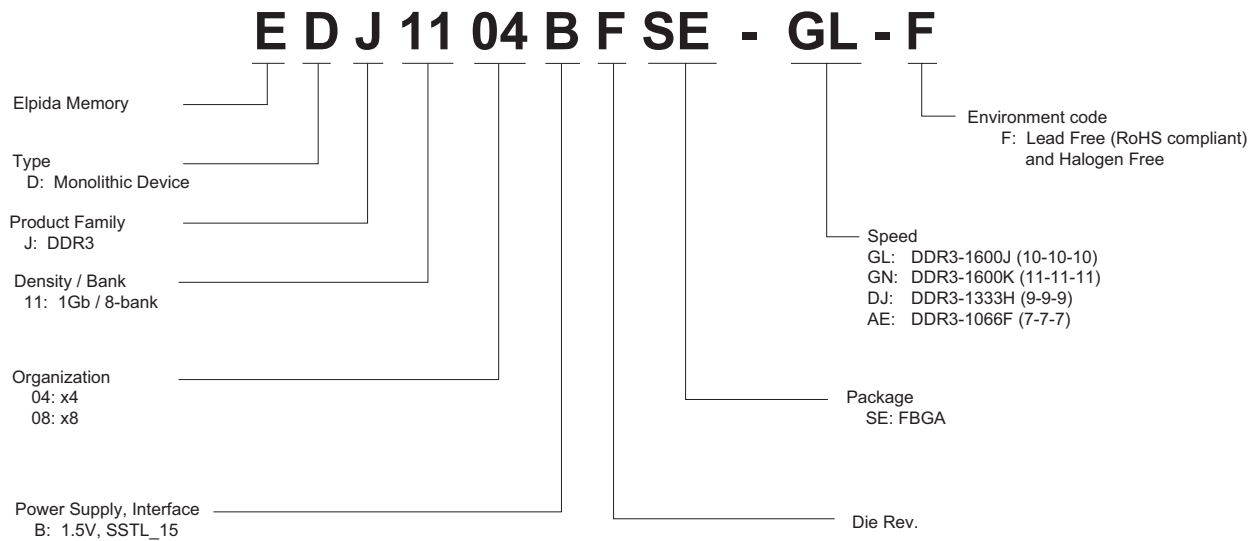 E D J 11 04 B F SE - GL - F
Elpida Memory
Type
D: Monolithic Device
Product Family
J: DDR3
Density / Bank
11: 1Gb / 8-bank
Organization
04: x4
08: x8
Power Supply, Interface
B: 1.5V, SSTL_15
Environment code
F: Lead Free (RoHS compliant)
and Halogen Free
Speed
GL: DDR3-1600J (10-10-10)
GN: DDR3-1600K (11-11-11)
DJ: DDR3-1333H (9-9-9)
AE: DDR3-1066F (7-7-7)
Package
SE: FBGA
Die Rev.